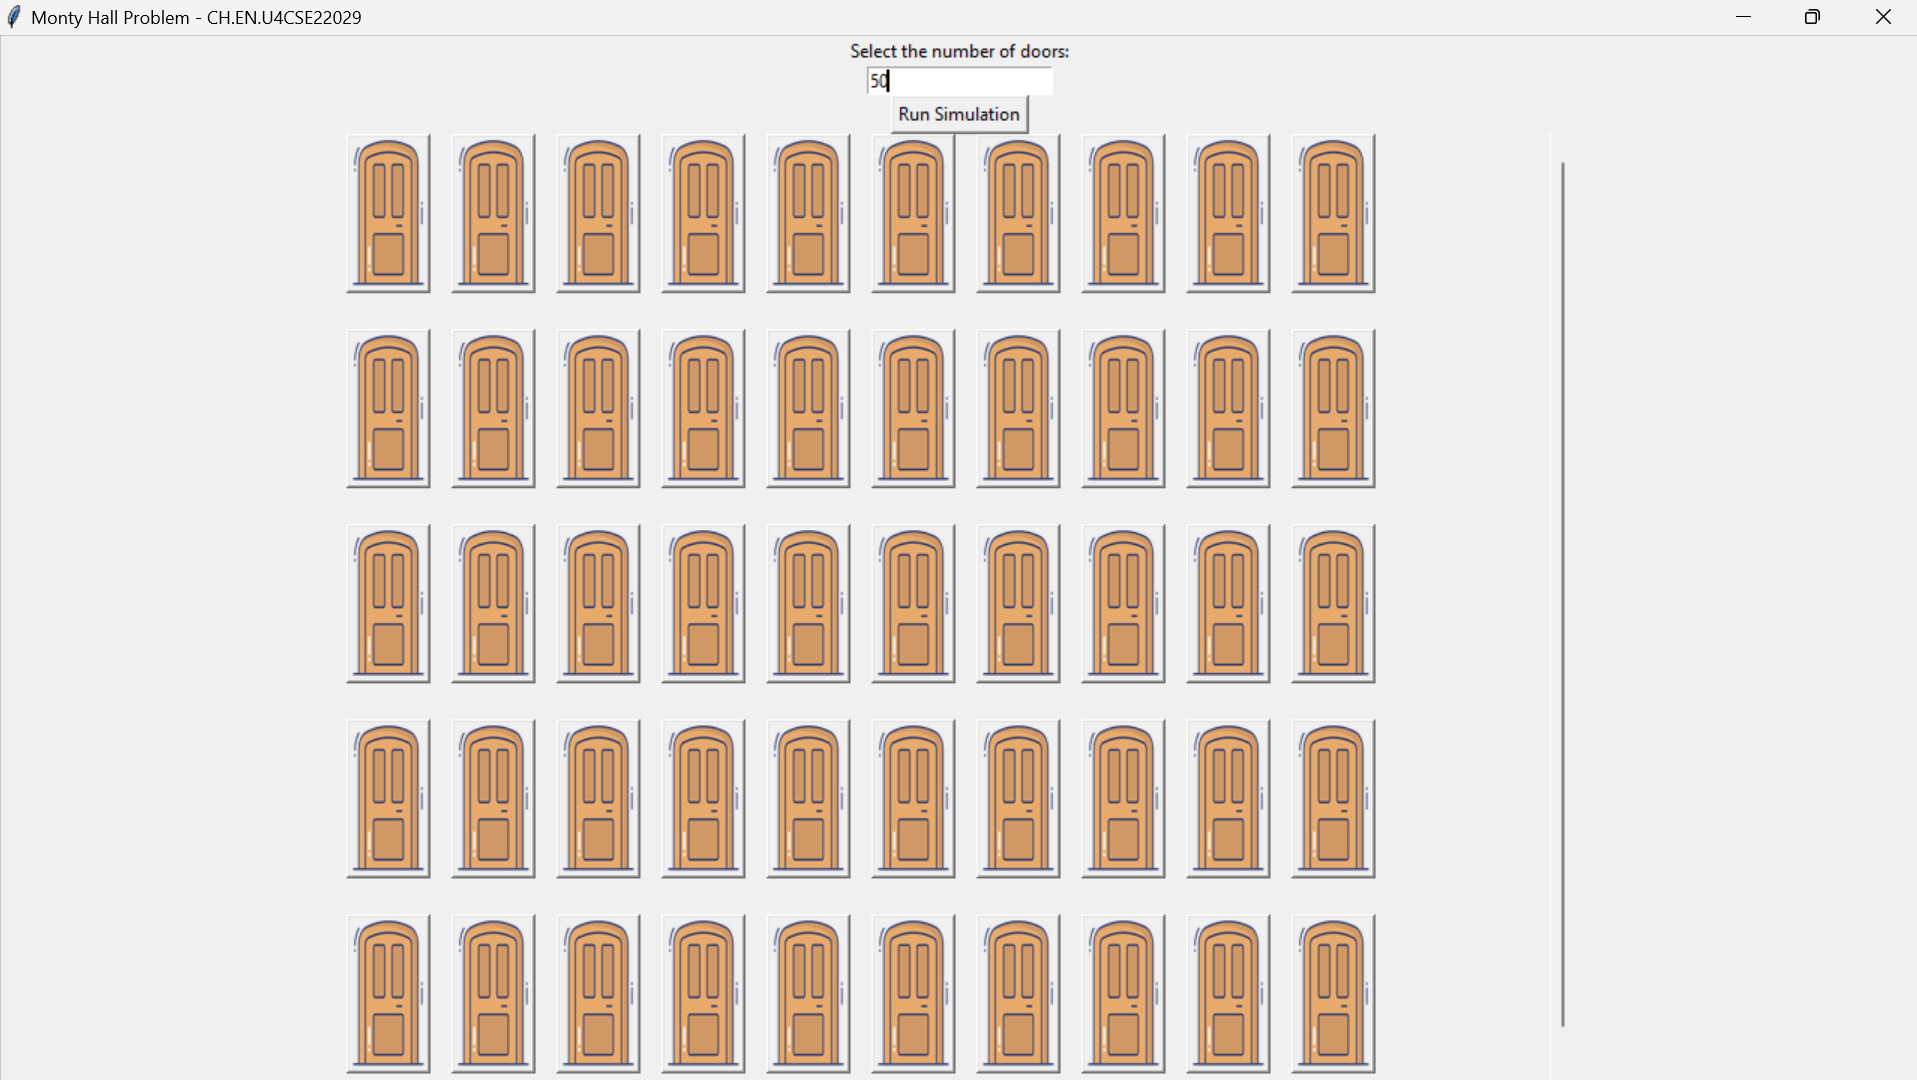 Monty Hall Problem - CH.EN.U4CSE22029
Select the number of doors:
50
Run Simulation